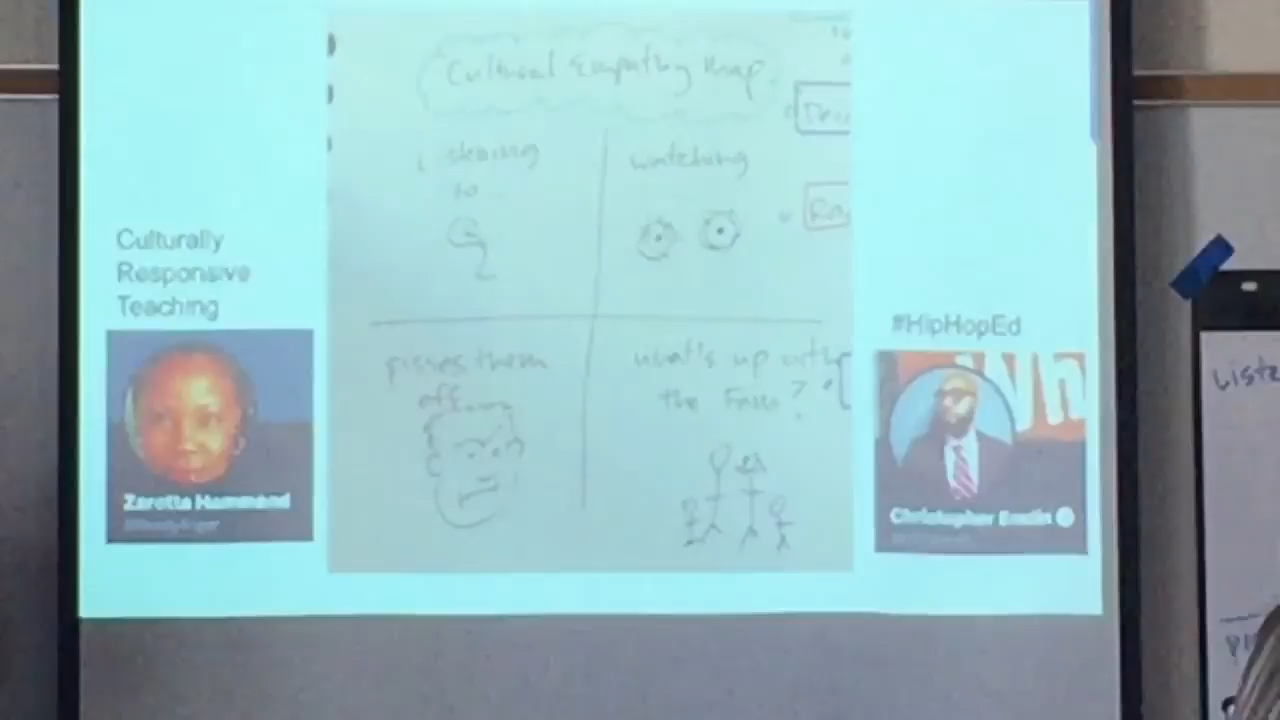 Cultural Empathy Map
listening
to
watching
pisses them
off....
what's up with
the Fam?
Culturally
Responsive
Teaching
Zaretta Hammond
#HipHopEd
Christopher Emdin
Liste